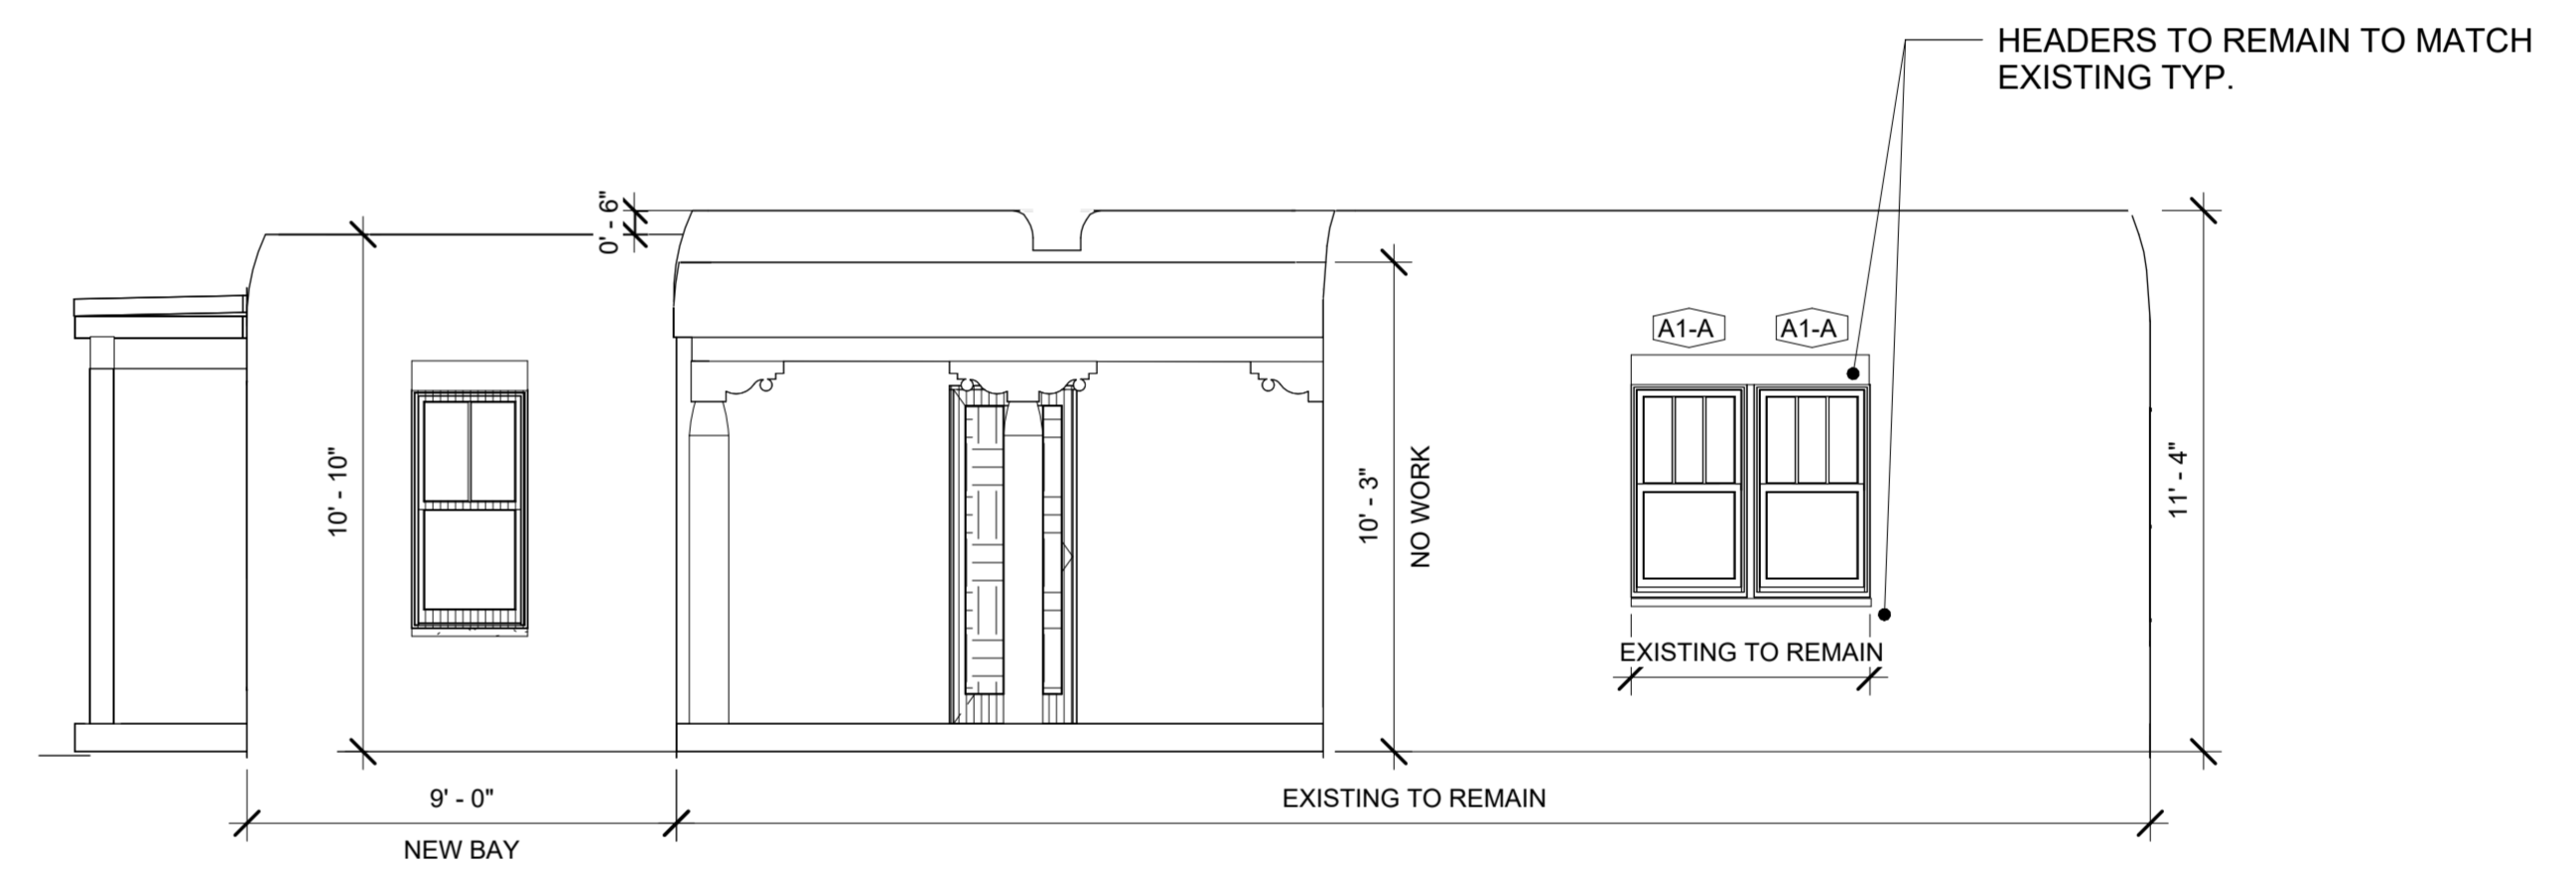 HEADERS TO REMAIN TO MATCH
EXISTING TYP.
0' - 6"
A1-A
A1-A
10' - 10"
10' - 3"
NO WORK
11' - 4"
EXISTING TO REMAIN
9' - 0"
EXISTING TO REMAIN
NEW BAY